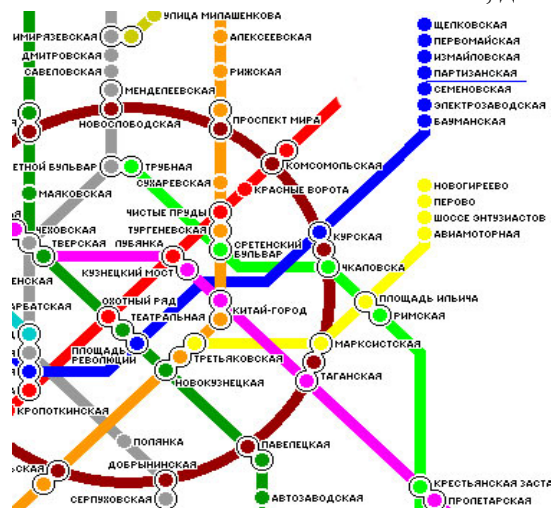 УЛИЦА МИЛАШЕНКОВА
ЩЕЛКОВСКАЯ
ИМИРЯЗЕВСКАЯ
АЛЕКСЕЕВСКАЯ
ПЕРВОМАЙСКАЯ
ДМИТРОВСКАЯ
ИЗМАЙЛОВСКАЯ
САВЕЛОВСКАЯ
РИЖСКАЯ
ПАРТИЗАНСКАЯ
МЕНДЕЛЕЕВСКАЯ
СЕМЕНОВСКАЯ
ЭЛЕКТРОЗАВОДСКАЯ
НОВОСЛОБОДСКАЯ
ПРОСПЕКТ МИРА
БАУМАНСКАЯ
ЕТНОЙ БУЛЬВАР
ТРУБНАЯ
КОМСОМОЛЬСКАЯ
СУХАРЕВСКАЯ
КРАСНЫЕ ВОРОТА
НОВОГИРЕЕВО
МАЯКОВСКАЯ
ПЕРОВО
ЧИСТЫЕ ПРУДЫ
ШОССЕ ЭНТУЗИАСТОВ
ЧЕХОВСКАЯ
ТУРГЕНЕВСКАЯ
КУРСКАЯ
АВИАМОТОРНАЯ
ТВЕРСКАЯ
ЛУБЯНКА
СРЕТЕНСКИЙ
БУЛЬВАР
КУЗНЕЦКИЙ МОСТ
ЧКАЛОВСКА
ЕНСКАЯ
АРБАТСКАЯ
ОХОТНЫЙ РЯД
ТЕАТРАЛЬНАЯ
КИТАЙ-ГОРОД
ПЛОЩАДЬ ИЛЬИЧА
РИМСКАЯ
ПЛОЩАДЬ
РЕВОЛЮЦИИ
ТРЕТЬЯКОВСКАЯ
МАРКСИСТСКАЯ
НОВОКУЗНЕЦКАЯ
ТАГАНСКАЯ
КРОПОТКИНСКАЯ
ПОЛЯНКА
ПАВЕЛЕЦКАЯ
ЬСКАЯ
ДОБРЫНИНСКАЯ
КРЕСТЬЯНСКАЯ ЗАСТА
СЕРПУХОВСКАЯ
АВТОЗАВОДСКАЯ
ПРОЛЕТАРСКАЯ